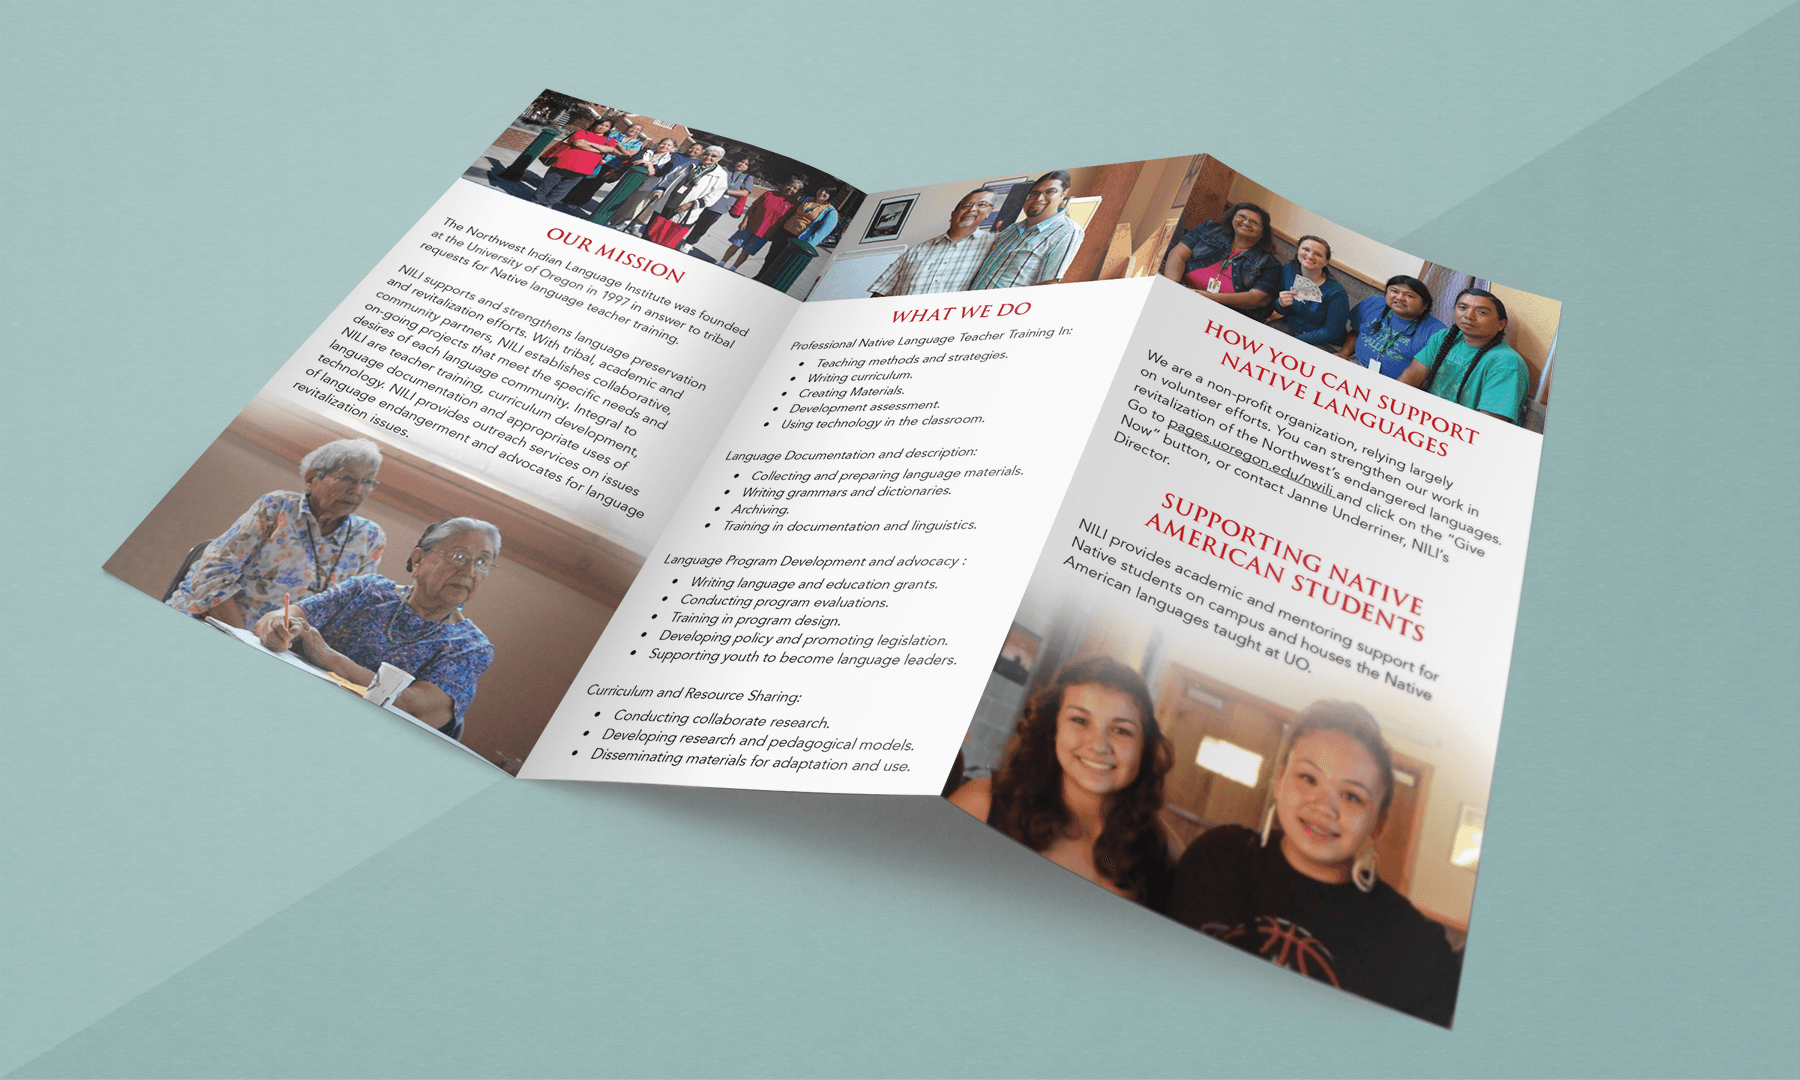 OUR MISSION
The Northwest Indian Language Institute was founded
at the University of Oregon in 1997 in answer to tribal
requests for Native language teacher training.
NILI supports and strengthens language preservation
and revitalization efforts. With tribal, academic and
community partners, NILI establishes collaborative,
on-going projects that meet the specific needs and
desires of each language community. Integral to
NILI are teacher training, curriculum development,
language documentation and appropriate uses of
technology. NILI provides outreach services on issues
of language endangerment and advocates for language
revitalization issues.
WHAT WE DO
Professional Native Language Teacher Training In:
• Teaching methods and strategies.
• Writing curriculum.
• Creating Materials.
• Development assessment.
• Using technology in the classroom.
Language Documentation and description:
• Collecting and preparing language materials.
• Writing grammars and dictionaries.
• Archiving.
• Training in documentation and linguistics.
Language Program Development and advocacy :
• Writing language and education grants.
• Conducting program evaluations.
• Training in program design.
• Developing policy and promoting legislation.
• Supporting youth to become language leaders.
Curriculum and Resource Sharing:
• Conducting collaborate research.
• Developing research and pedagogical models.
• Disseminating materials for adaptation and use.
HOW YOU CAN SUPPORT
NATIVE LANGUAGES
We are a non-profit organization, relying largely
on volunteer efforts. You can strengthen our work in
revitalization of the Northwest's endangered languages.
Go to pages.uoregon.edu/nwili and click on the "Give
Now" button, or contact Janne Underriner, NILI's
Director.
SUPPORTING NATIVE
AMERICAN STUDENTS
NILI provides academic and mentoring support for
Native students on campus and houses the Native
American languages taught at UO.